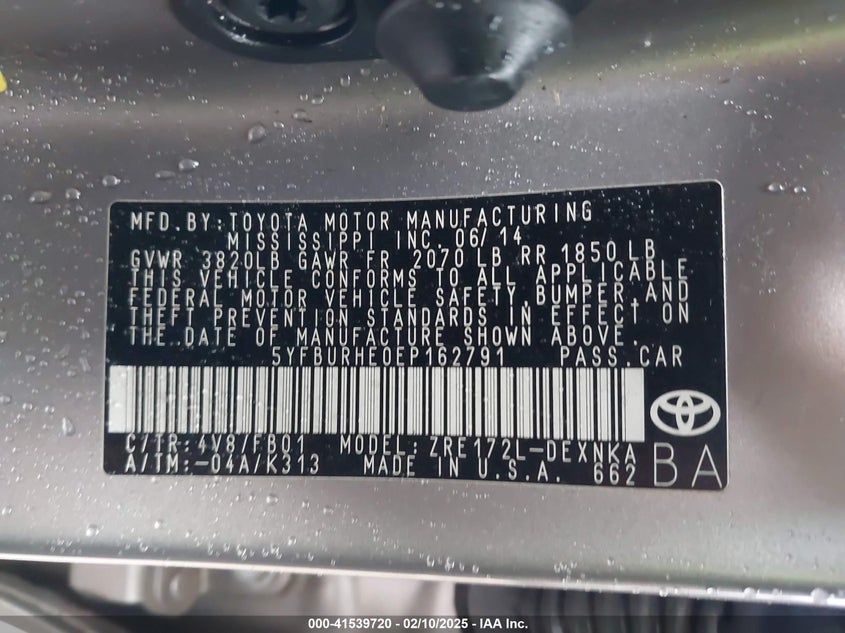 MFD.BY:TOYOTA MOTOR MANUFACTURING
MISSISSIPPI INC. 06/14
GVWR 3820LB GAWR FR 2070 LB RR 1850 LB
THIS VEHICLE CONFORMS TO ALL APPLICABLE
FEDERAL MOTOR VEHICLE SAFETY,BUMPER,AND
THEFT PREVENTION STANDARDS IN EFFECT ON
THE DATE OF MANUFACTURE SHOWN ABOVE.
5YFBURHE0EP162791 PASS.CAR
C/TR:4V8/FB01 MODEL:ZRE172L-DEXNKA
A/TM:-04A/K313 MADE IN U.S.A. 662
BA
000-41539720 - 02/10/2025 - IAA Inc.